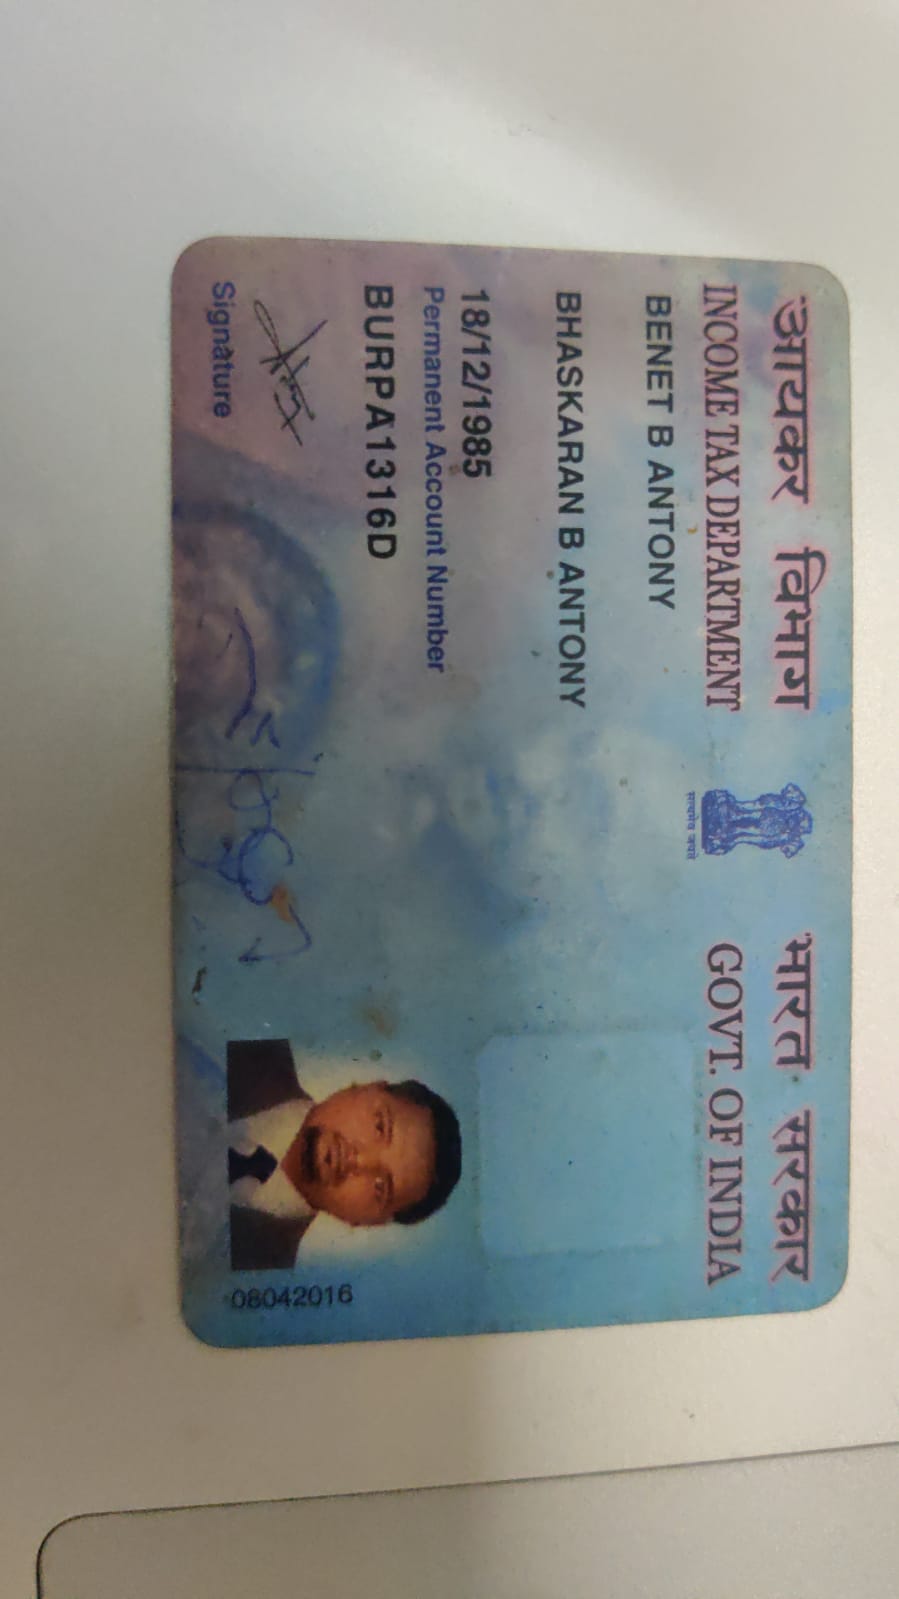 आयकर विभाग
INCOME TAX DEPARTMENT
भारत सरकार
GOVT. OF INDIA
सत्यमेव जयते
BENET B ANTONY
BHASKARAN B ANTONY
18/12/1985
Permanent Account Number
BURPA1316D
Signature
08042016